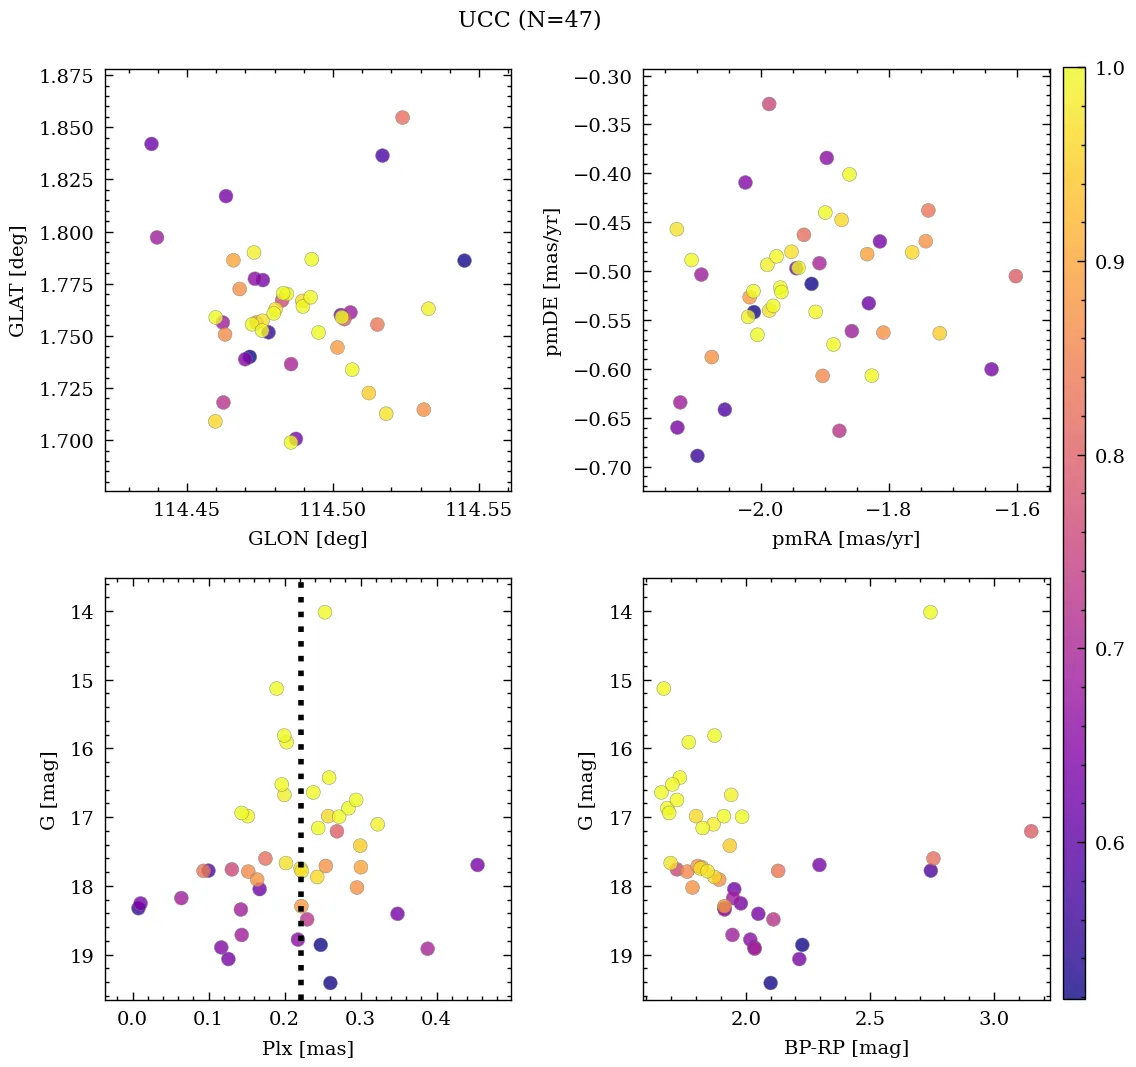 UCC (N=47)
1.875
1.850
1.825
1.800
1.775
1.750
1.725
1.700
GLAT [deg]
114.45 114.50 114.55
GLON [deg]
−0.30
−0.35
−0.40
−0.45
−0.50
−0.55
−0.60
−0.65
−0.70
pmDE [mas/yr]
−2.0 −1.8 −1.6
pmRA [mas/yr]
14
15
16
17
18
19
G [mag]
0.0 0.1 0.2 0.3 0.4
Plx [mas]
14
15
16
17
18
19
G [mag]
2.0 2.5 3.0
BP-RP [mag]
1.0
0.9
0.8
0.7
0.6